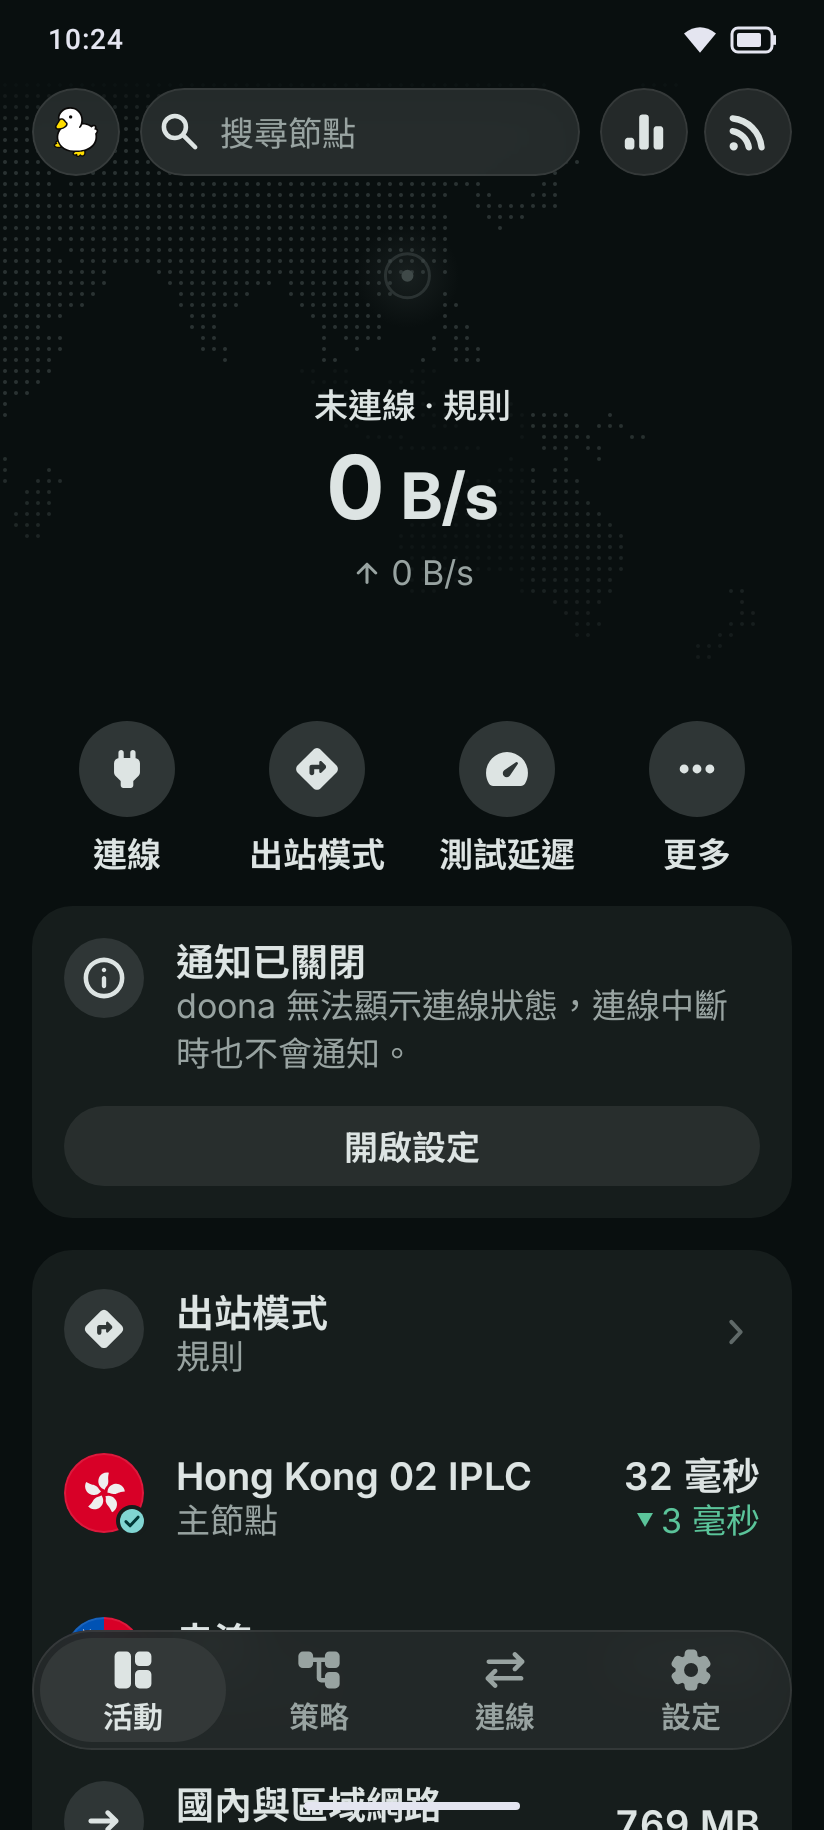 10:24
搜尋節點
未連線 · 規則
0 B/s
↑ 0 B/s
連線
出站模式
測試延遲
更多
通知已關閉
doona 無法顯示連線狀態，連線中斷
時也不會通知。
開啟設定
出站模式
規則
Hong Kong 02 IPLC
32 毫秒
主節點
▼3 毫秒
活動
策略
連線
設定
國內與區域網路
769 MB